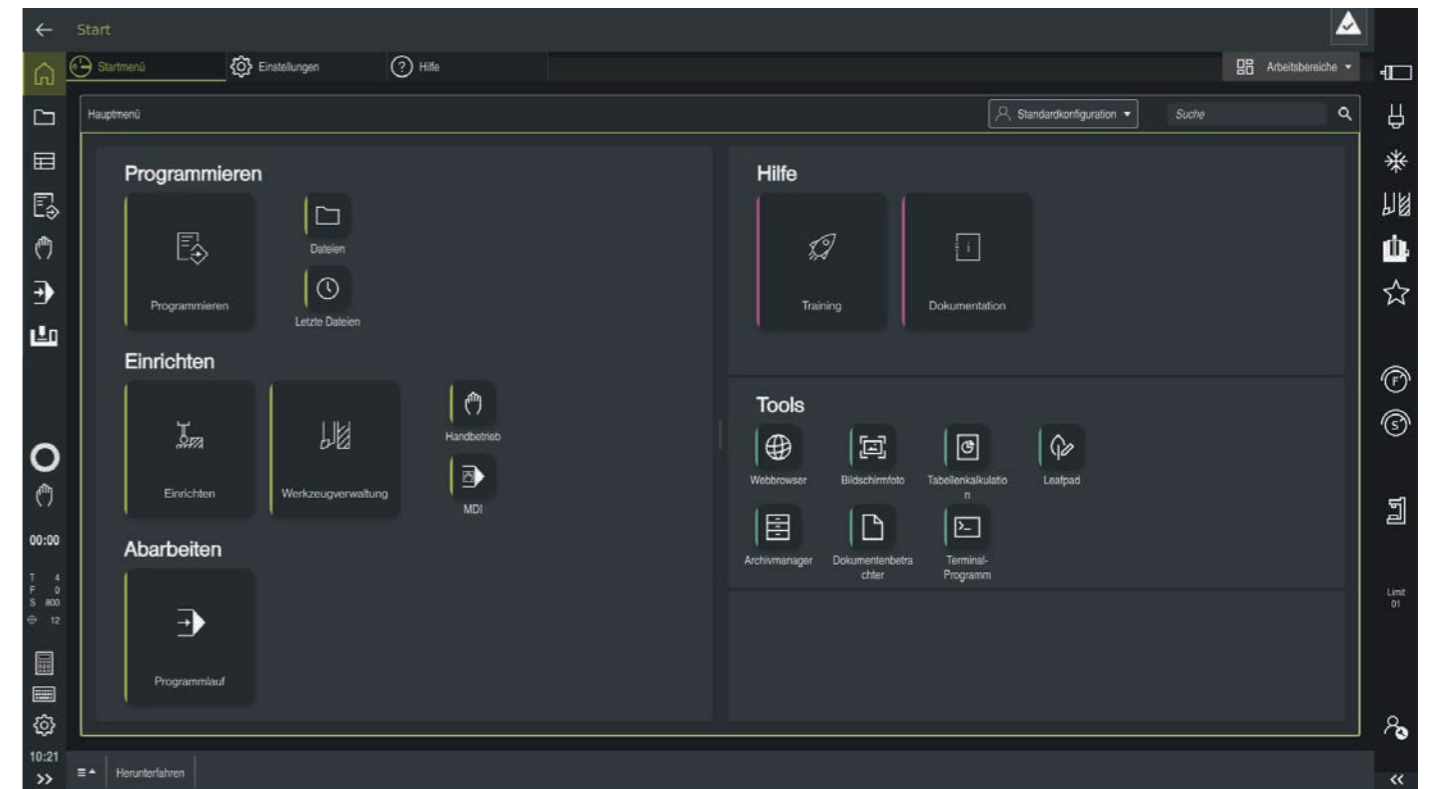 Start
Startmenü
Einstellungen
Hilfe
Arbeitsbereiche
Hauptmenü
Standardkonfiguration
Suche
Programmieren
Programmieren
Dateien
Letzte Dateien
Einrichten
Einrichten
Werkzeugverwaltung
Handbetrieb
MDI
Abarbeiten
Programmlauf
Hilfe
Training
Dokumentation
Tools
Webbrowser
Bildschirmfoto
Tabellenkalkulatio
n
Leafpad
Archivmanager
Dokumentenbetra
chter
Terminal-
Programm
00:00
T 4
F 0
S 800
12
10:21
>>
Herunterfahren
F
S
Limit
01
<<